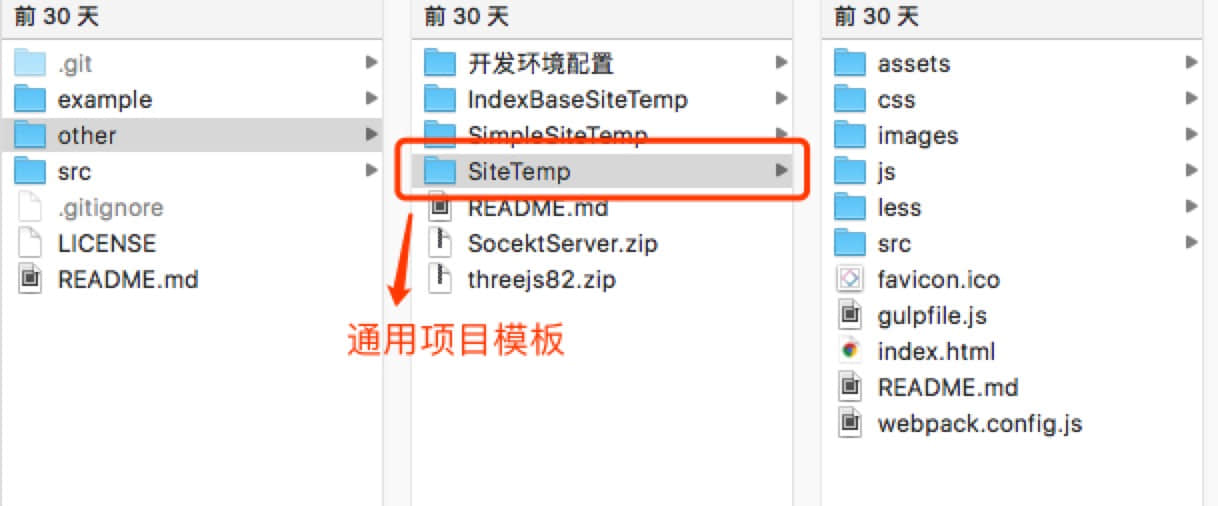 前 30 天
.git
example
other
src
.gitignore
LICENSE
README.md
前 30 天
开发环境配置
IndexBaseSiteTemp
SimpleSiteTemp
SiteTemp
README.md
SocektServer.zip
threejs82.zip
通用项目模板
前 30 天
assets
css
images
js
less
src
favicon.ico
gulpfile.js
index.html
README.md
webpack.config.js